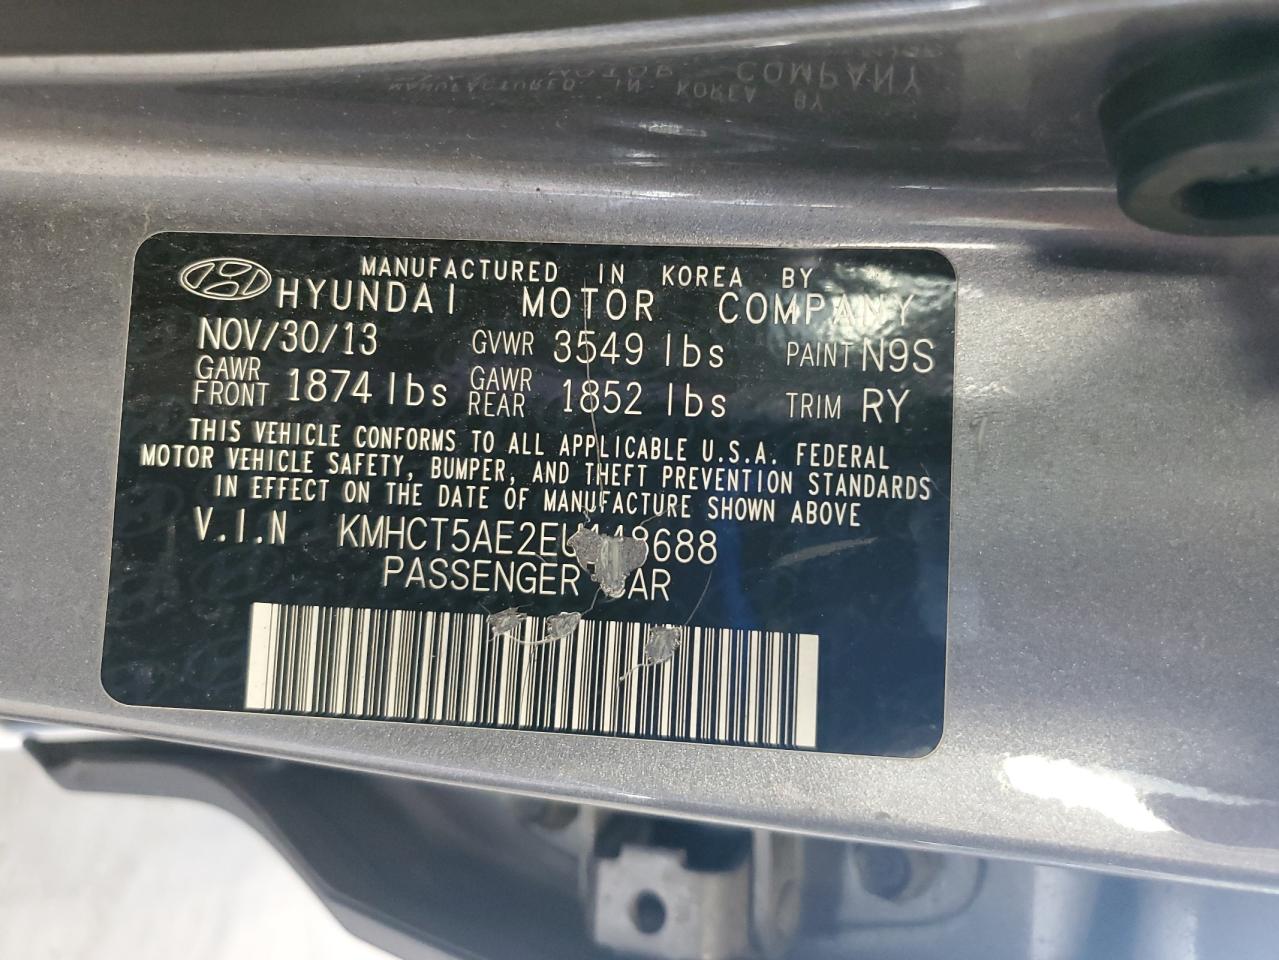 MANUFACTURED IN KOREA BY
HYUNDAI MOTOR COMPANY
NOV/30/13 GVWR 3549 lbs PAINT N9S
GAWR FRONT 1874 lbs GAWR REAR 1852 lbs TRIM RY
THIS VEHICLE CONFORMS TO ALL APPLICABLE U.S.A. FEDERAL
MOTOR VEHICLE SAFETY, BUMPER, AND THEFT PREVENTION STANDARDS
IN EFFECT ON THE DATE OF MANUFACTURE SHOWN ABOVE
V.I.N KMHCT5AE2EU148688
PASSENGER CAR